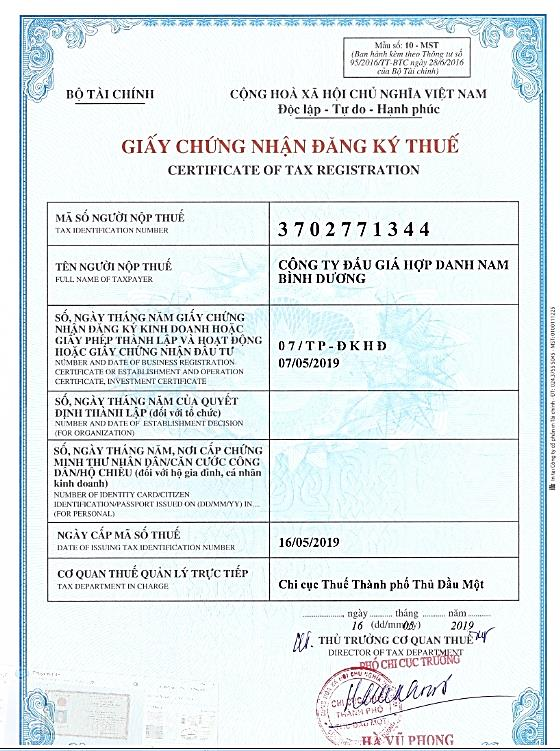 Mẫu số: 10 - MST
(Ban hành kèm theo Thông tư số
95/2016/TT-BTC ngày 28/6/2016
của Bộ Tài chính)
BỘ TÀI CHÍNH
CỘNG HOÀ XÃ HỘI CHỦ NGHĨA VIỆT NAM
Độc lập - Tự do - Hạnh phúc
GIẤY CHỨNG NHẬN ĐĂNG KÝ THUẾ
CERTIFICATE OF TAX REGISTRATION
MÃ SỐ NGƯỜI NỘP THUẾ
TAX IDENTIFICATION NUMBER
3702771344
TÊN NGƯỜI NỘP THUẾ
FULL NAME OF TAXPAYER
CÔNG TY ĐẤU GIÁ HỢP DANH NAM
BÌNH DƯƠNG
SỐ, NGÀY THÁNG NĂM GIẤY CHỨNG
NHẬN ĐĂNG KÝ KINH DOANH HOẶC
GIẤY PHÉP THÀNH LẬP VÀ HOẠT ĐỘNG
HOẶC GIẤY CHỨNG NHẬN ĐẦU TƯ
NUMBER AND DATE OF BUSINESS REGISTRATION
CERTIFICATE OR ESTABLISHMENT AND OPERATION
CERTIFICATE, INVESTMENT CERTIFICATE
07/TP-ĐKHĐ
07/05/2019
SỐ, NGÀY THÁNG NĂM CỦA QUYẾT
ĐỊNH THÀNH LẬP (đối với tổ chức)
NUMBER AND DATE OF ESTABLISHMENT DECISION
(FOR ORGANIZATION)
SỐ, NGÀY THÁNG NĂM, NƠI CẤP CHỨNG
MINH THƯ NHÂN DÂN/CĂN CƯỚC CÔNG
DÂN/HỘ CHIẾU (đối với hộ gia đình, cá nhân
kinh doanh)
NUMBER OF IDENTITY CARD/CITIZEN
IDENTIFICATION/PASSPORT ISSUED ON (DD/MM/YY) IN...
(FOR PERSONAL)
NGÀY CẤP MÃ SỐ THUẾ
DATE OF ISSUING TAX IDENTIFICATION NUMBER
16/05/2019
CƠ QUAN THUẾ QUẢN LÝ TRỰC TIẾP
TAX DEPARTMENT IN CHARGE
Chi cục Thuế Thành phố Thủ Dầu Một
........., ngày ........ tháng ........ năm ........
16 (dd/mm/yy) 2019
THỦ TRƯỞNG CƠ QUAN THUẾ
DIRECTOR OF TAX DEPARTMENT
PHÓ CHI CỤC TRƯỞNG
THÀNH PHỐ
HÀ VŨ PHONG